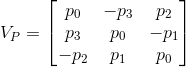 V_P = \begin{bmatrix} p_0 & -p_3 & p_2 \\ p_3 & p_0 & -p_1 \\ -p_2 & p_1 & p_0 \end{bmatrix}